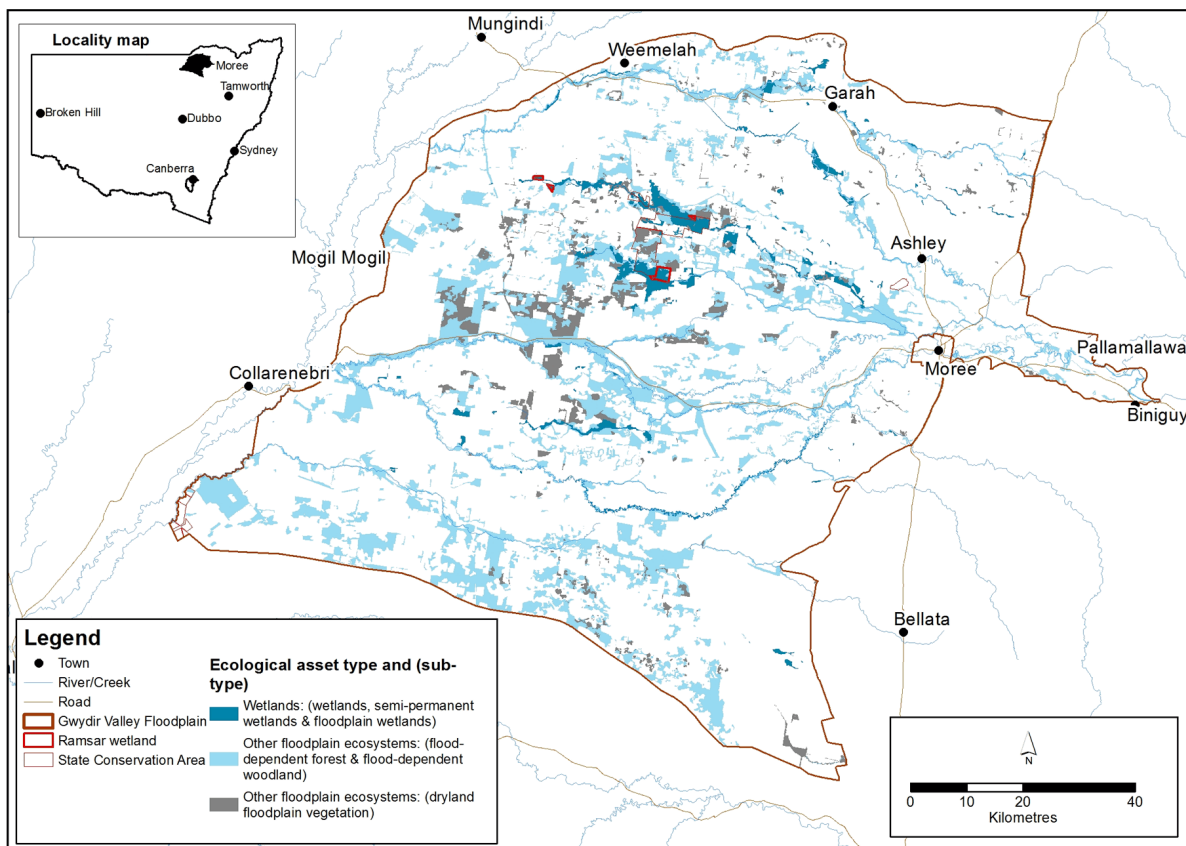 Locality map
Moree
Tamworth
Broken Hill
Dubbo
Sydney
Canberra
Mungindi
Weemelah
Garah
Mogil Mogil
Ashley
Collarenebri
Moree
Pallamallawa
Biniguy
Bellata
Legend
Town
River/Creek
Road
Gwydir Valley Floodplain
Ramsar wetland
State Conservation Area
Ecological asset type and (sub-
type)
Wetlands: (wetlands, semi-permanent
wetlands & floodplain wetlands)
Other floodplain ecosystems: (flood-
dependent forest & flood-dependent
woodland)
Other floodplain ecosystems: (dryland
floodplain vegetation)
N
0 10 20 40
Kilometres